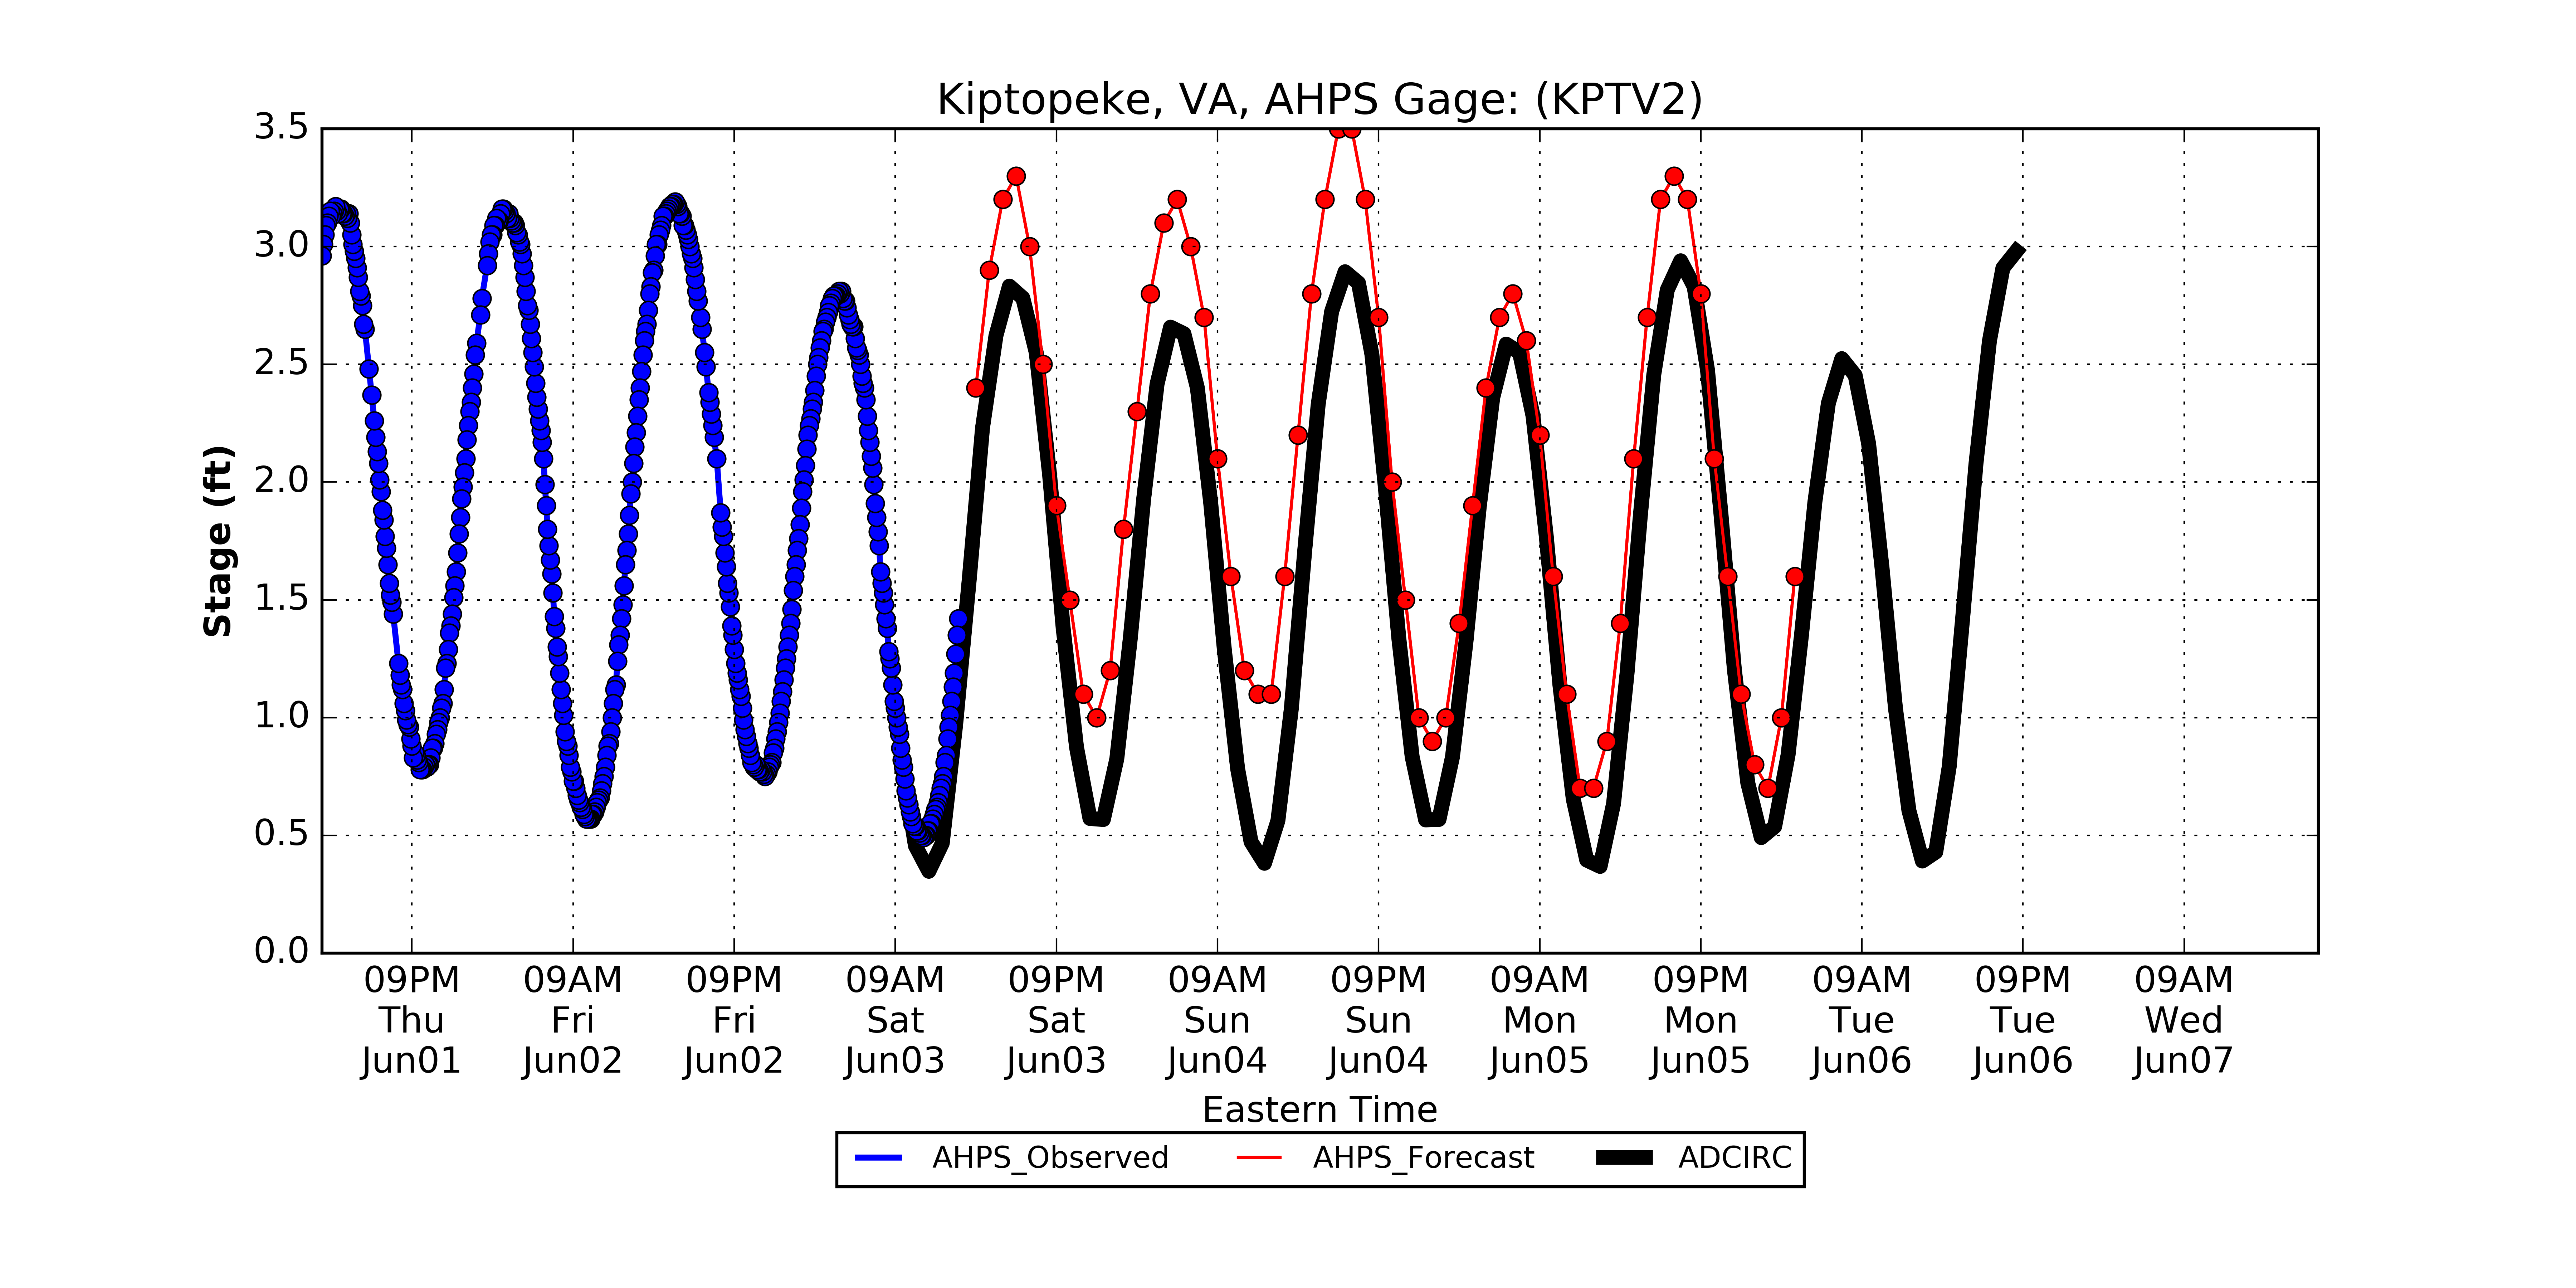 Kiptopeke, VA, AHPS Gage: (KPTV2)
3.5
3.0
2.5
2.0
1.5
1.0
0.5
0.0
Stage (ft)
09PM 09AM 09PM 09AM 09PM 09AM 09PM 09AM 09PM 09AM 09PM 09AM
Thu Fri Fri Sat Sat Sun Sun Mon Mon Tue Tue Wed
Jun01 Jun02 Jun02 Jun03 Jun03 Jun04 Jun04 Jun05 Jun05 Jun06 Jun06 Jun07
Eastern Time
AHPS_Observed AHPS_Forecast ADCIRC